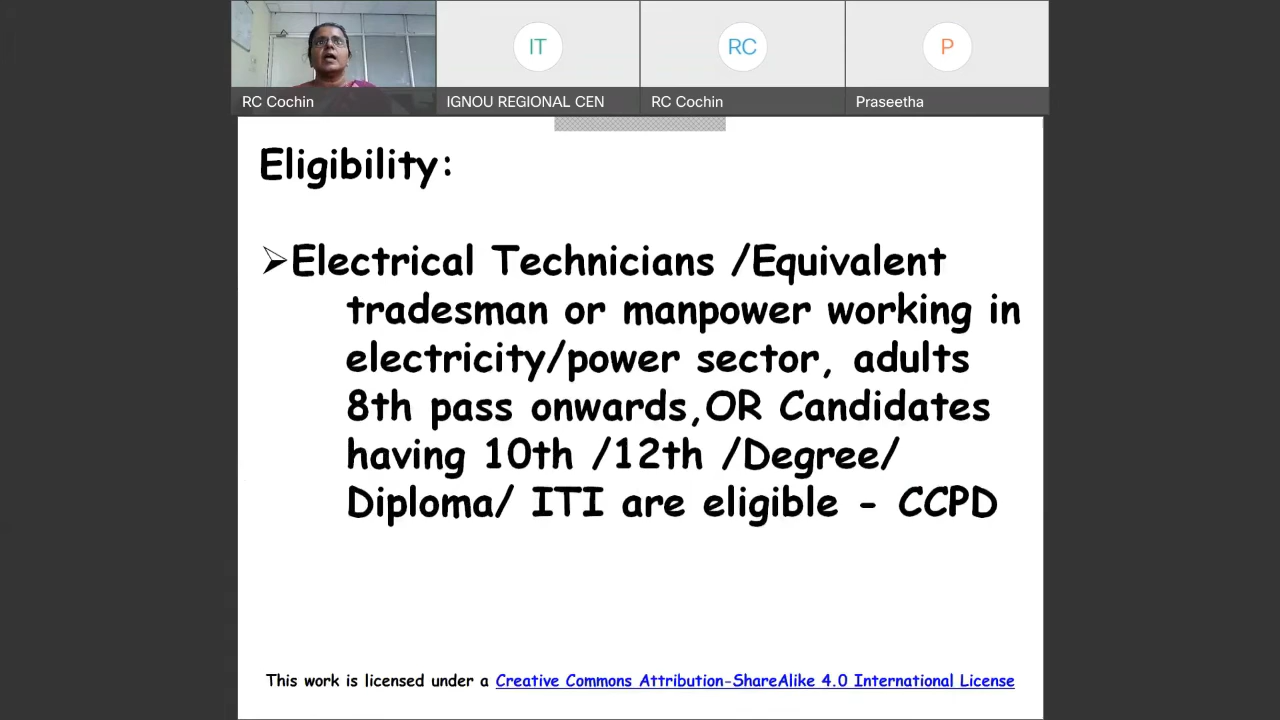 IT
RC
P
RC Cochin
IGNOU REGIONAL CEN
RC Cochin
Praseetha
Eligibility:
➢Electrical Technicians /Equivalent
tradesman or manpower working in
electricity/power sector, adults
8th pass onwards,OR Candidates
having 10th /12th /Degree/
Diploma/ ITI are eligible - CCPD
This work is licensed under a Creative Commons Attribution-ShareAlike 4.0 International License